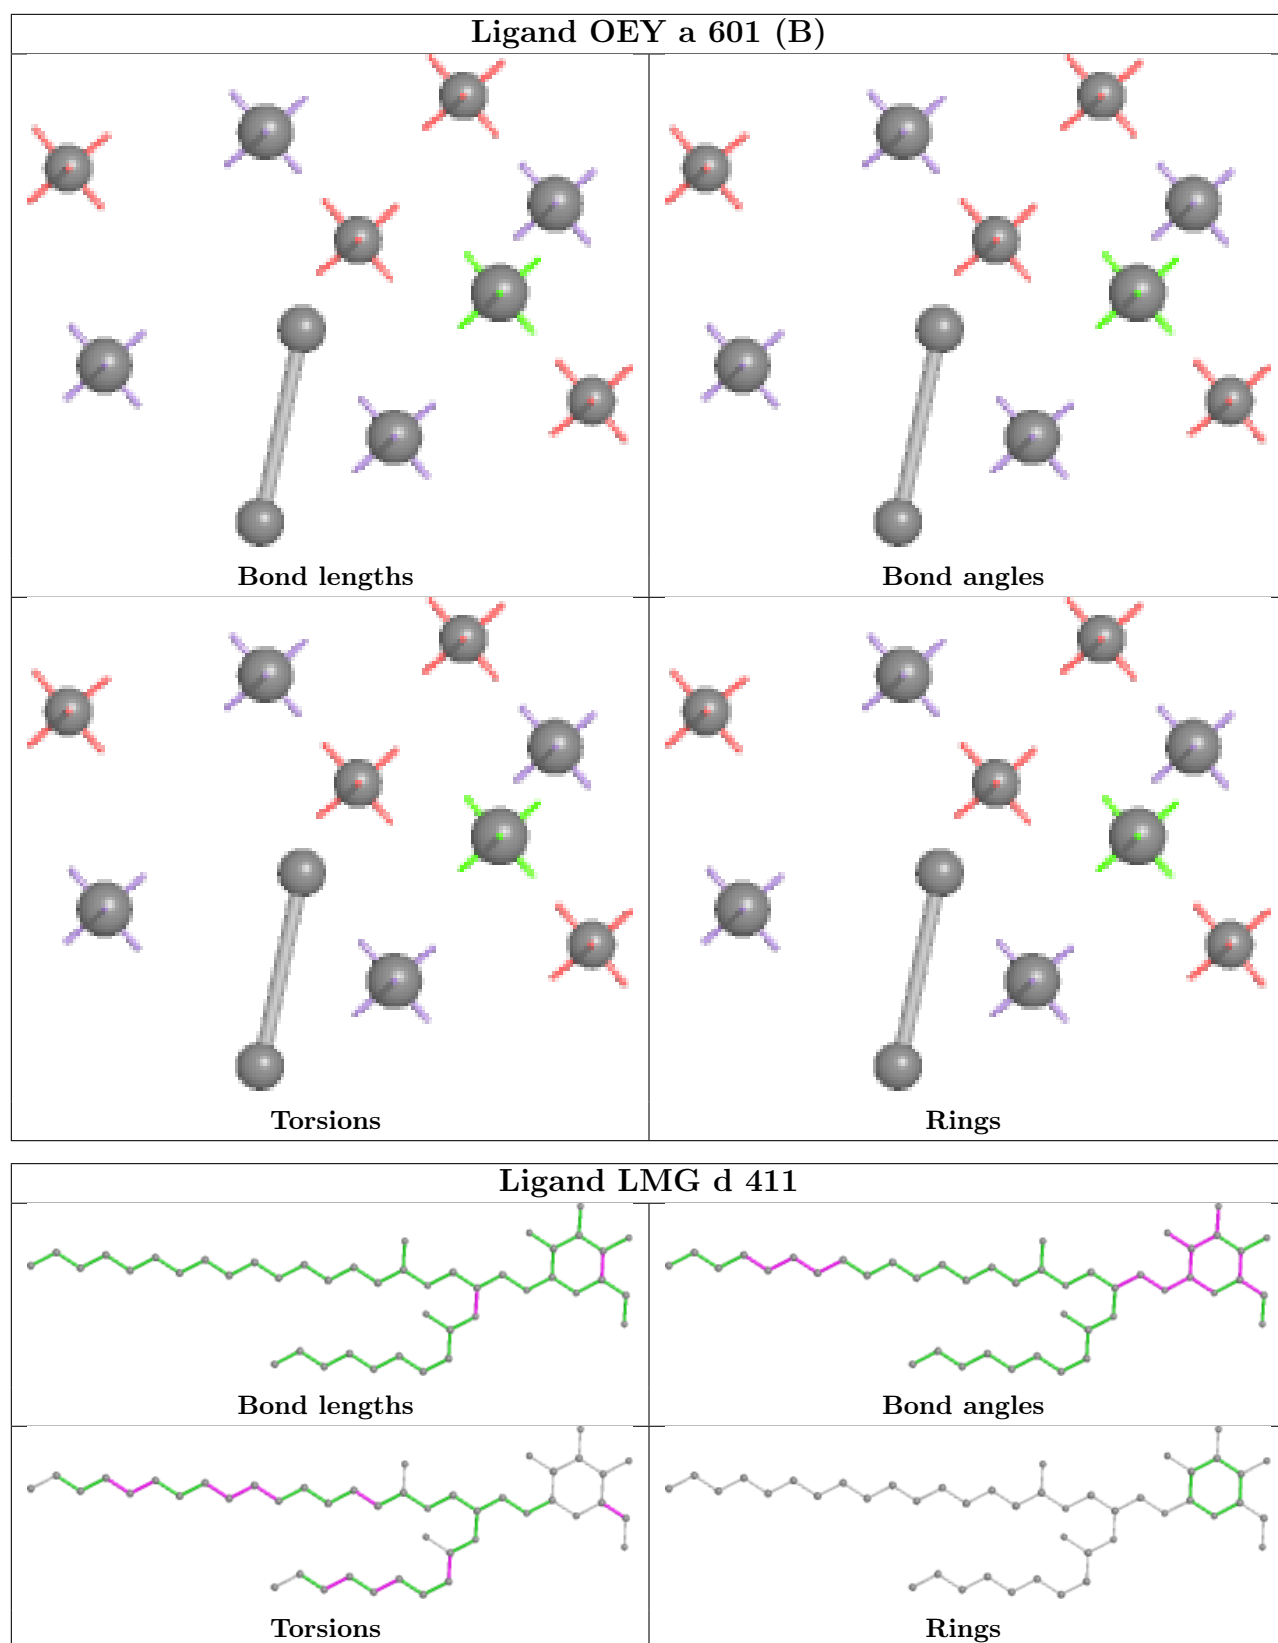 Ligand OEY a 601 (B)
Bond lengths
Bond angles
Torsions
Rings
Ligand LMG d 411
Bond lengths
Bond angles
Torsions
Rings